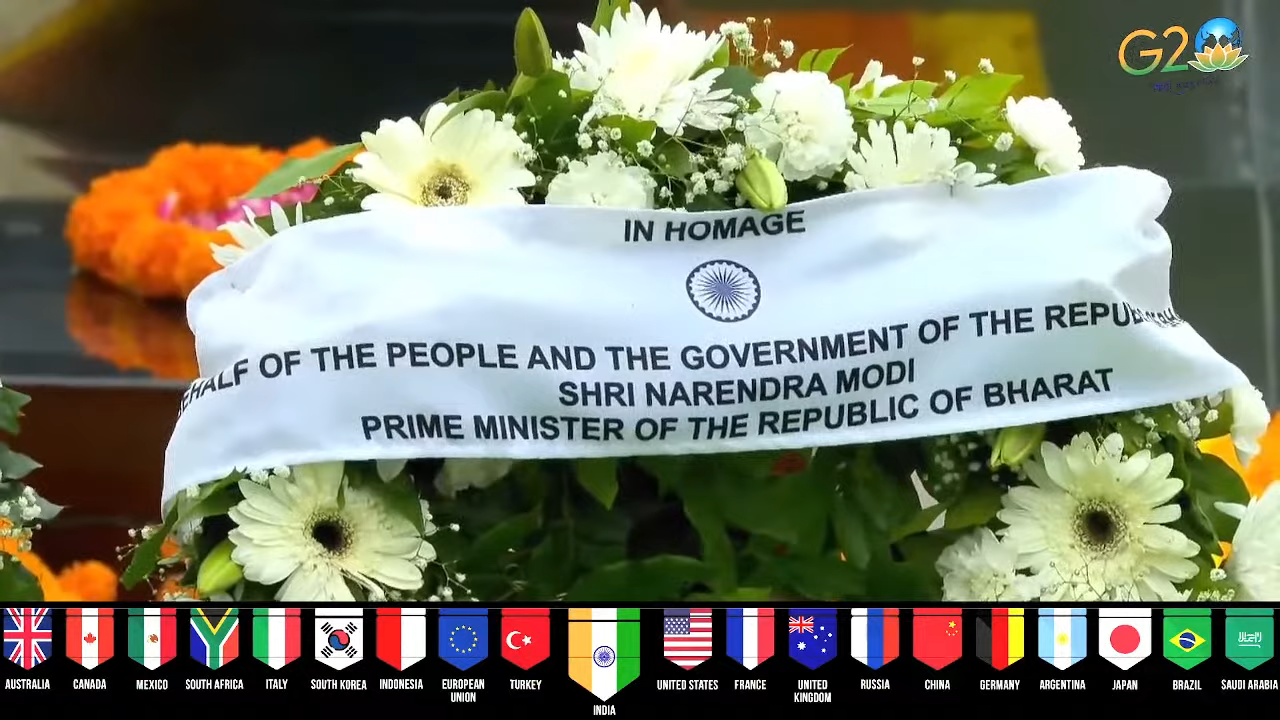 G20
IN HOMAGE
OF THE PEOPLE AND THE GOVERNMENT OF THE
SHRI NARENDRA MODI
PRIME MINISTER OF THE REPUBLIC OF BHARAT
AUSTRALIA
CANADA
MEXICO
SOUTH AFRICA
ITALY
SOUTH KOREA
INDONESIA
EUROPEAN
UNION
TURKEY
INDIA
UNITED STATES
FRANCE
UNITED
KINGDOM
RUSSIA
CHINA
GERMANY
ARGENTINA
JAPAN
BRAZIL
SAUDI ARABIA